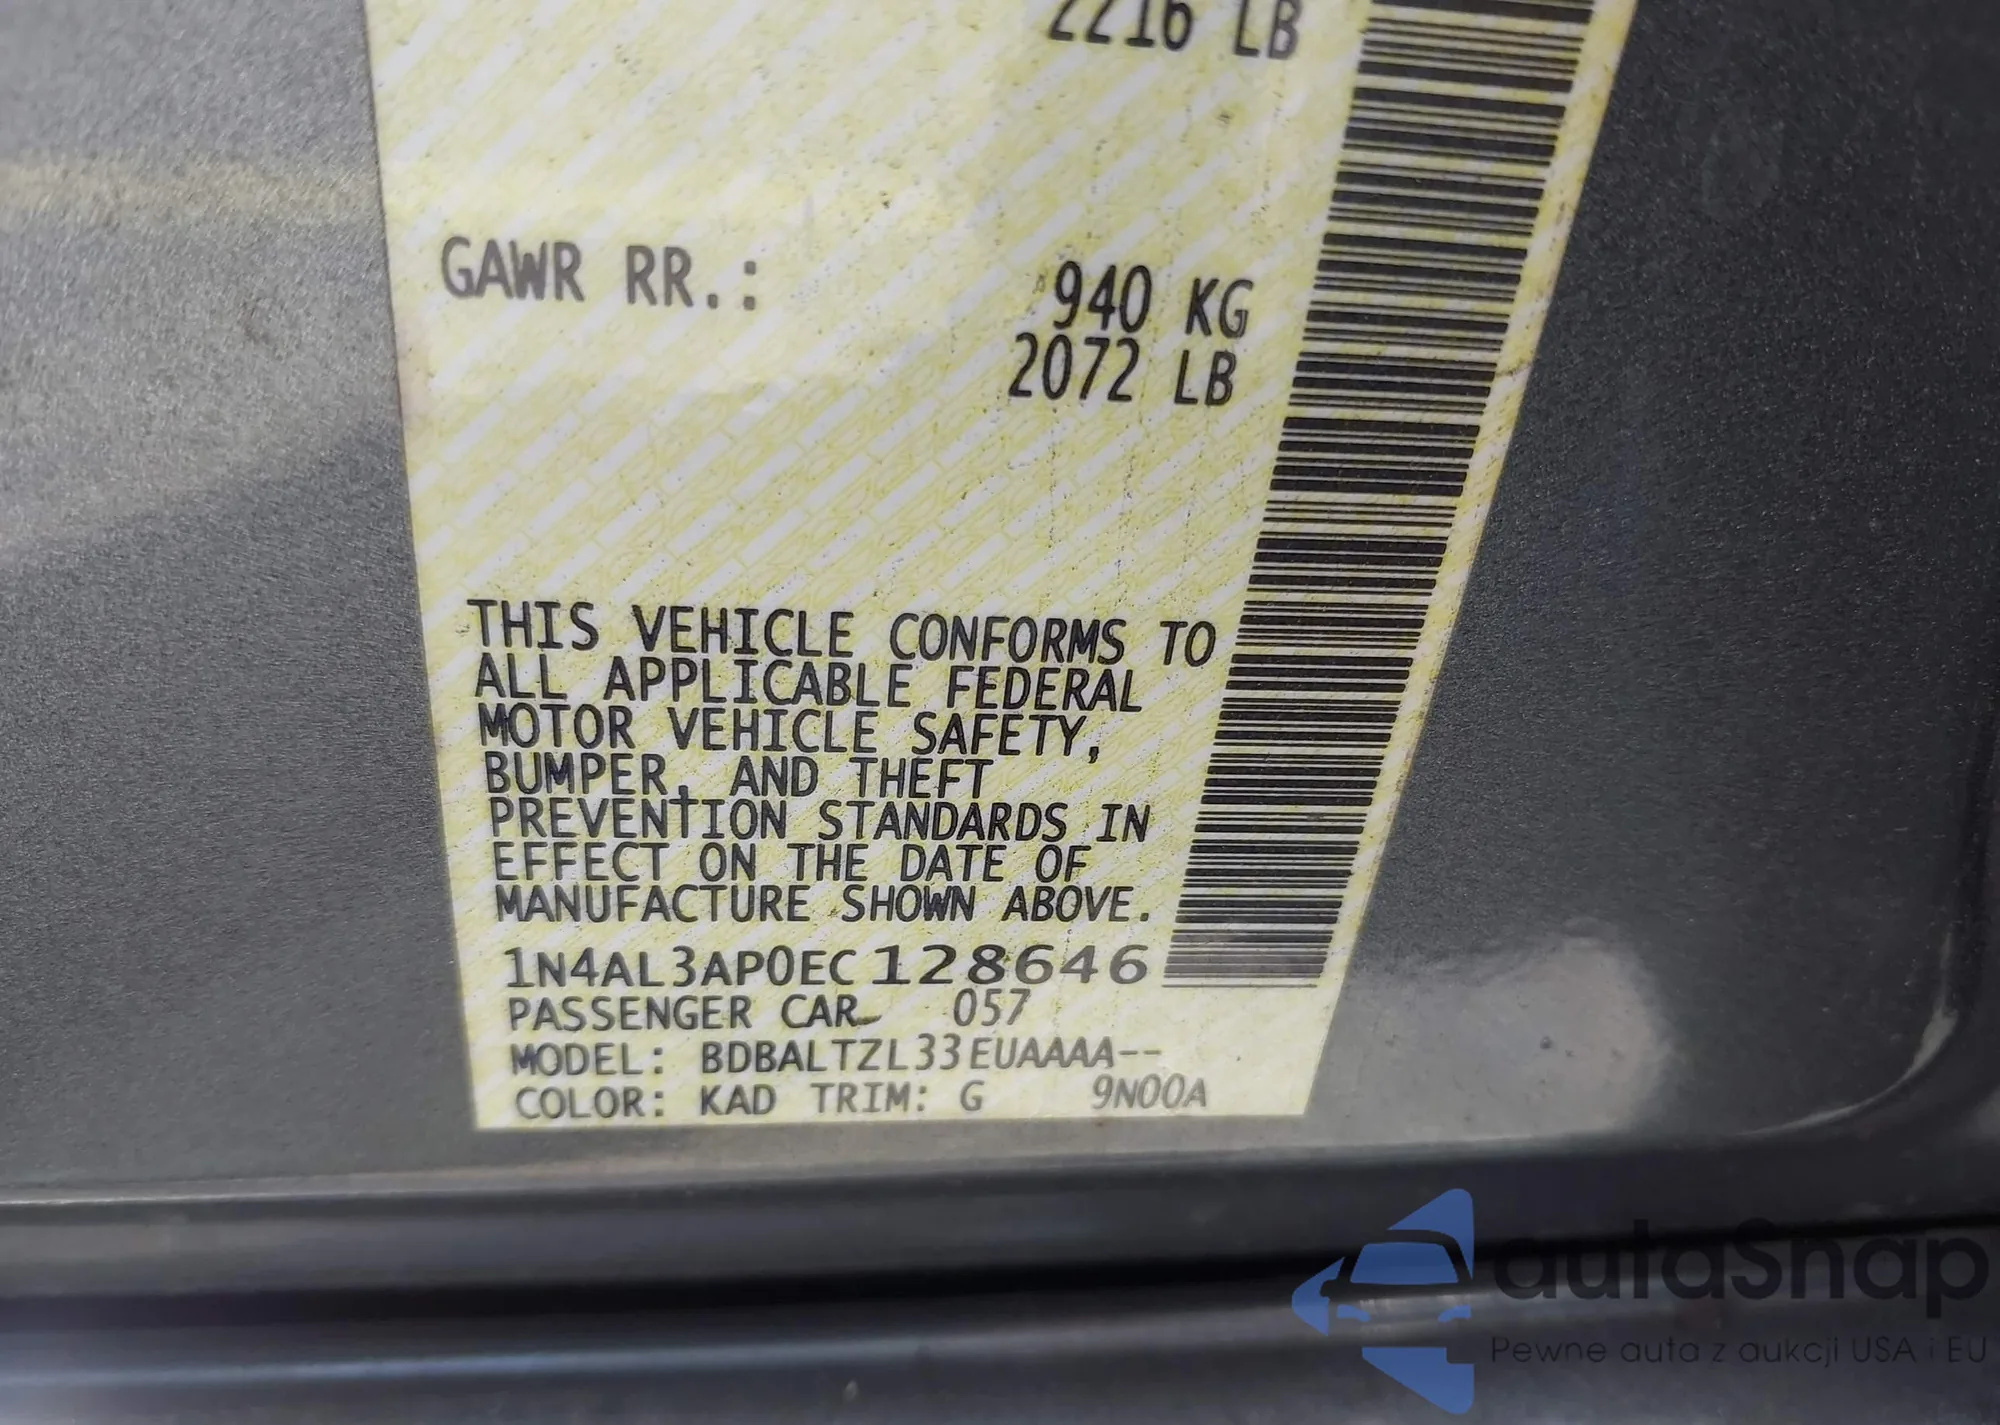 2216 LB
GAWR RR.: 940 KG
2072 LB
THIS VEHICLE CONFORMS TO
ALL APPLICABLE FEDERAL
MOTOR VEHICLE SAFETY,
BUMPER, AND THEFT
PREVENTION STANDARDS IN
EFFECT ON THE DATE OF
MANUFACTURE SHOWN ABOVE.
1N4AL3AP0EC128646
PASSENGER CAR 057
MODEL: BDBALTZL33EUAAAA--
COLOR: KAD TRIM: G 9N00A
autoSnap
Pewne auta z aukcji USA i EU